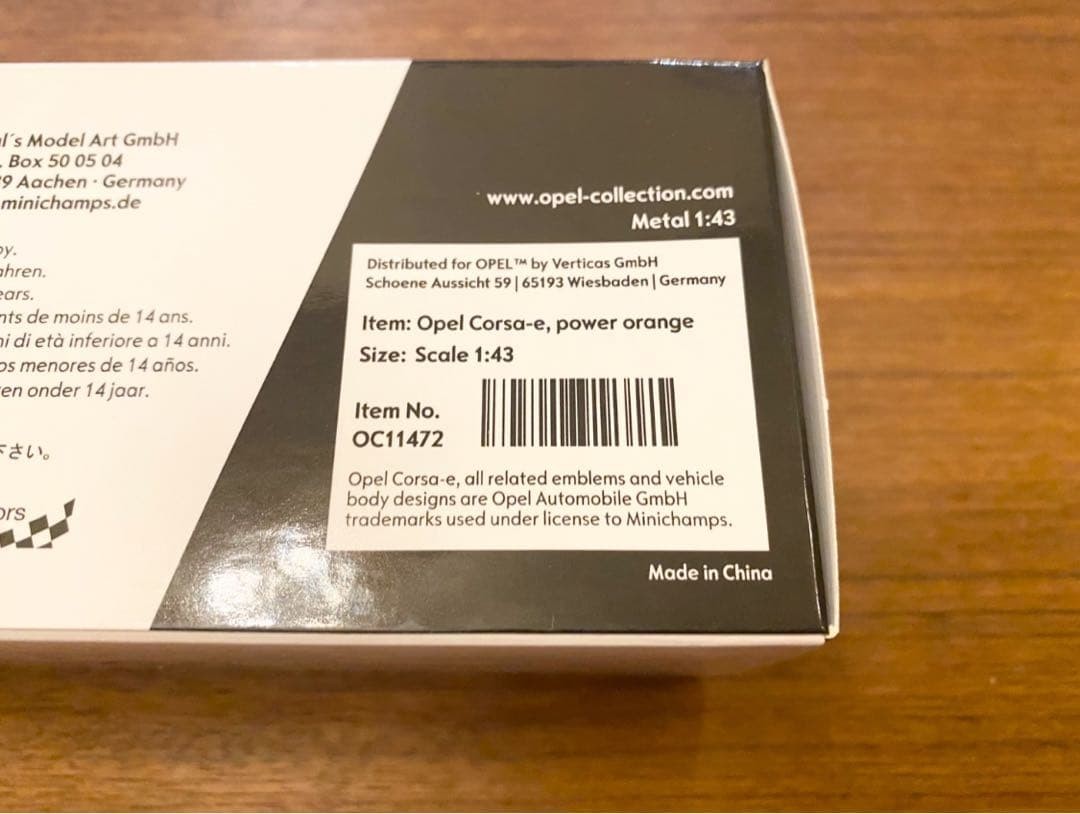 l´s Model Art GmbH
. Box 50 05 04
9 Aachen · Germany
minichamps.de
oy.
ahren.
ears.
nts de moins de 14 ans.
ni di età inferiore a 14 anni.
os menores de 14 años.
en onder 14 jaar.
下さい。
ors
www.opel-collection.com
Metal 1:43
Distributed for OPEL™ by Verticas GmbH
Schoene Aussicht 59 | 65193 Wiesbaden | Germany
Item: Opel Corsa-e, power orange
Size: Scale 1:43
Item No.
OC11472
Opel Corsa-e, all related emblems and vehicle
body designs are Opel Automobile GmbH
trademarks used under license to Minichamps.
Made in China